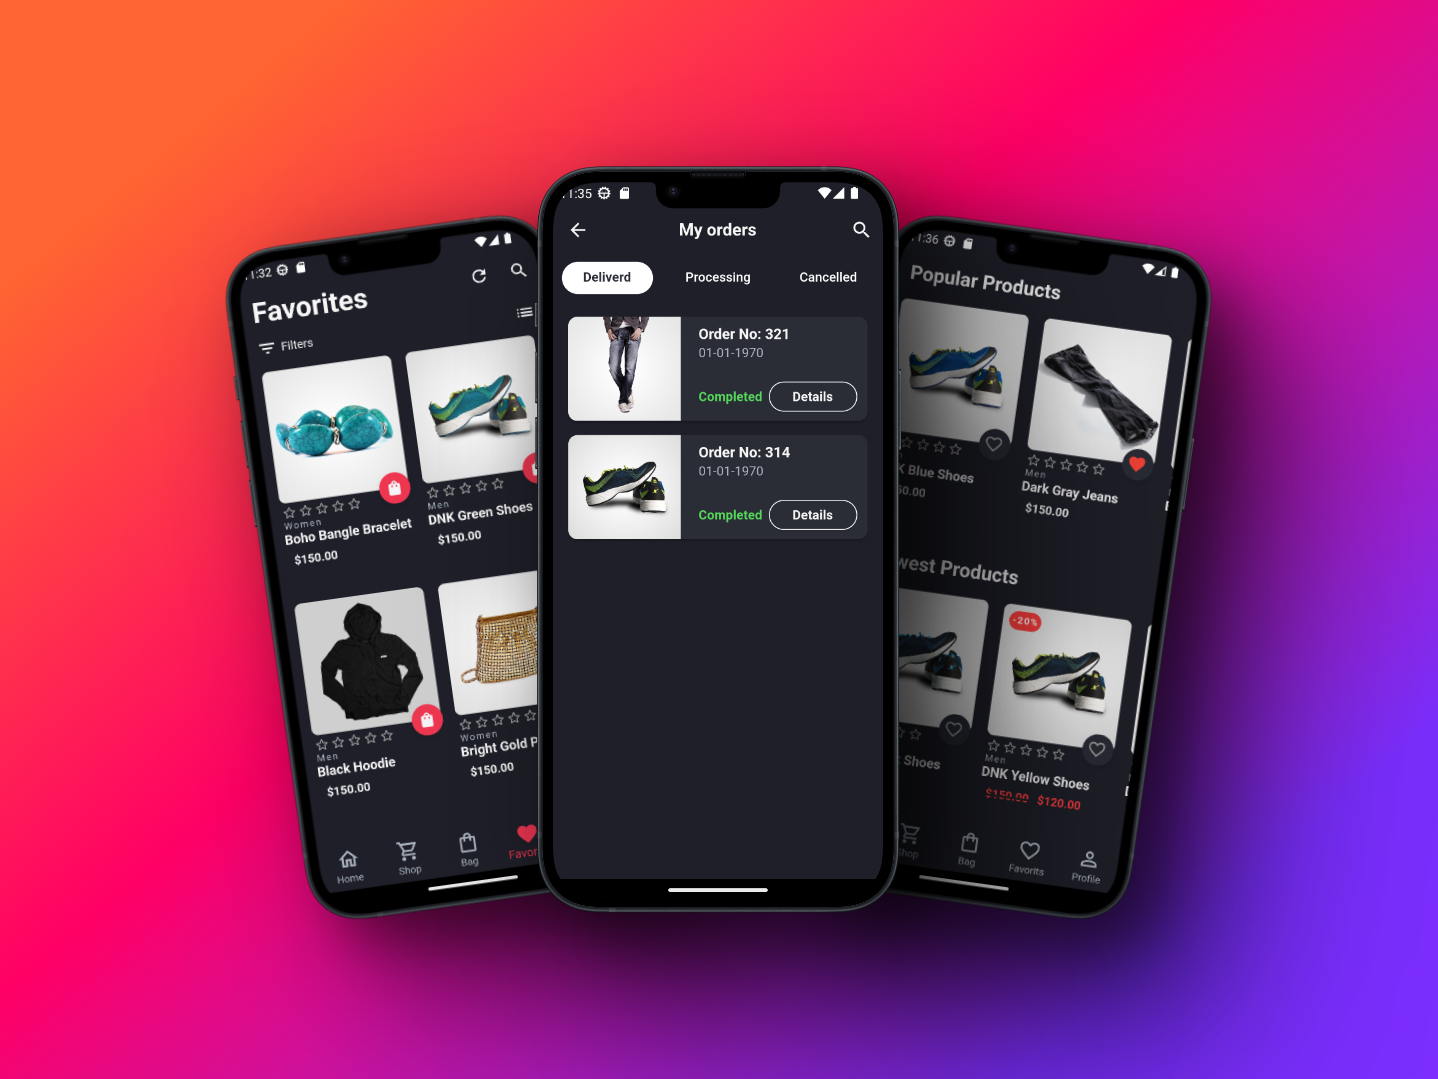 11:32
Favorites
Filters
Women
Boho Bangle Bracelet
$150.00
Men
DNK Green Shoes
$150.00
Men
Black Hoodie
$150.00
Women
Bright Gold P
$150.00
Home
Shop
Bag
Favor
11:35
My orders
Deliverd
Processing
Cancelled
Order No: 321
01-01-1970
Completed
Details
Order No: 314
01-01-1970
Completed
Details
11:36
Popular Products
K Blue Shoes
50.00
Men
Dark Gray Jeans
$150.00
west Products
Shoes
-20%
Men
DNK Yellow Shoes
$150.00 $120.00
Shop
Bag
Favorits
Profile